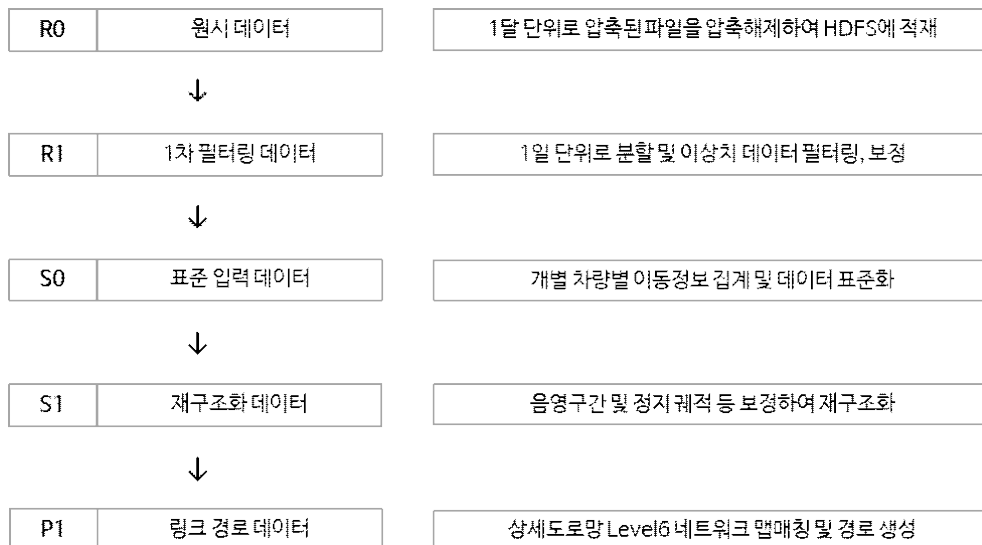 R0 원시 데이터 1달 단위로 압축된 파일을 압축해제하여 HDFS에 적재
R1 1차 필터링 데이터 1일 단위로 분할 및 이상치 데이터 필터링, 보정
S0 표준 입력 데이터 개별 차량별 이동정보 집계 및 데이터 표준화
S1 재구조화 데이터 음영구간 및 정지 궤적 등 보정하여 재구조화
P1 링크 경로 데이터 상세도로망 Level6 네트워크 맵매칭 및 경로 생성